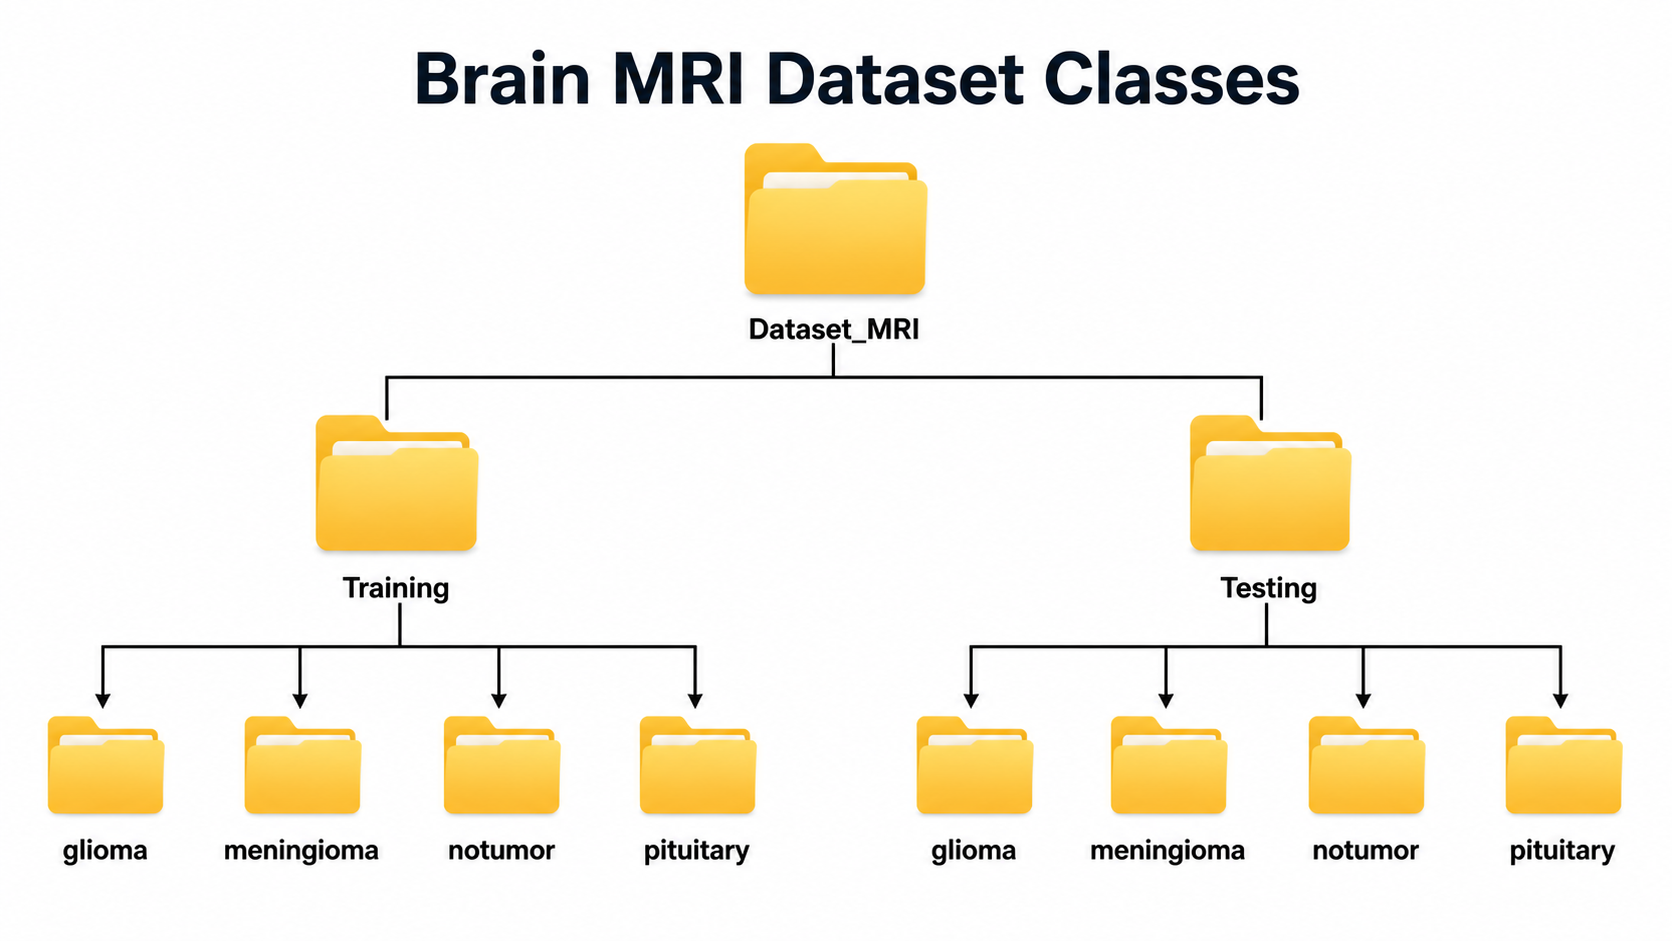 Brain MRI Dataset Classes
Dataset_MRI
Training
Testing
glioma
meningioma
notumor
pituitary
glioma
meningioma
notumor
pituitary